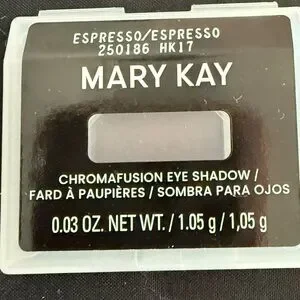 ESPRESSO/ESPRESSO
250186 HK17
MARY KAY
CHROMAFUSION EYE SHADOW /
FARD À PAUPIÈRES / SOMBRA PARA OJOS
0.03 OZ. NET WT. / 1.05 g / 1,05 g